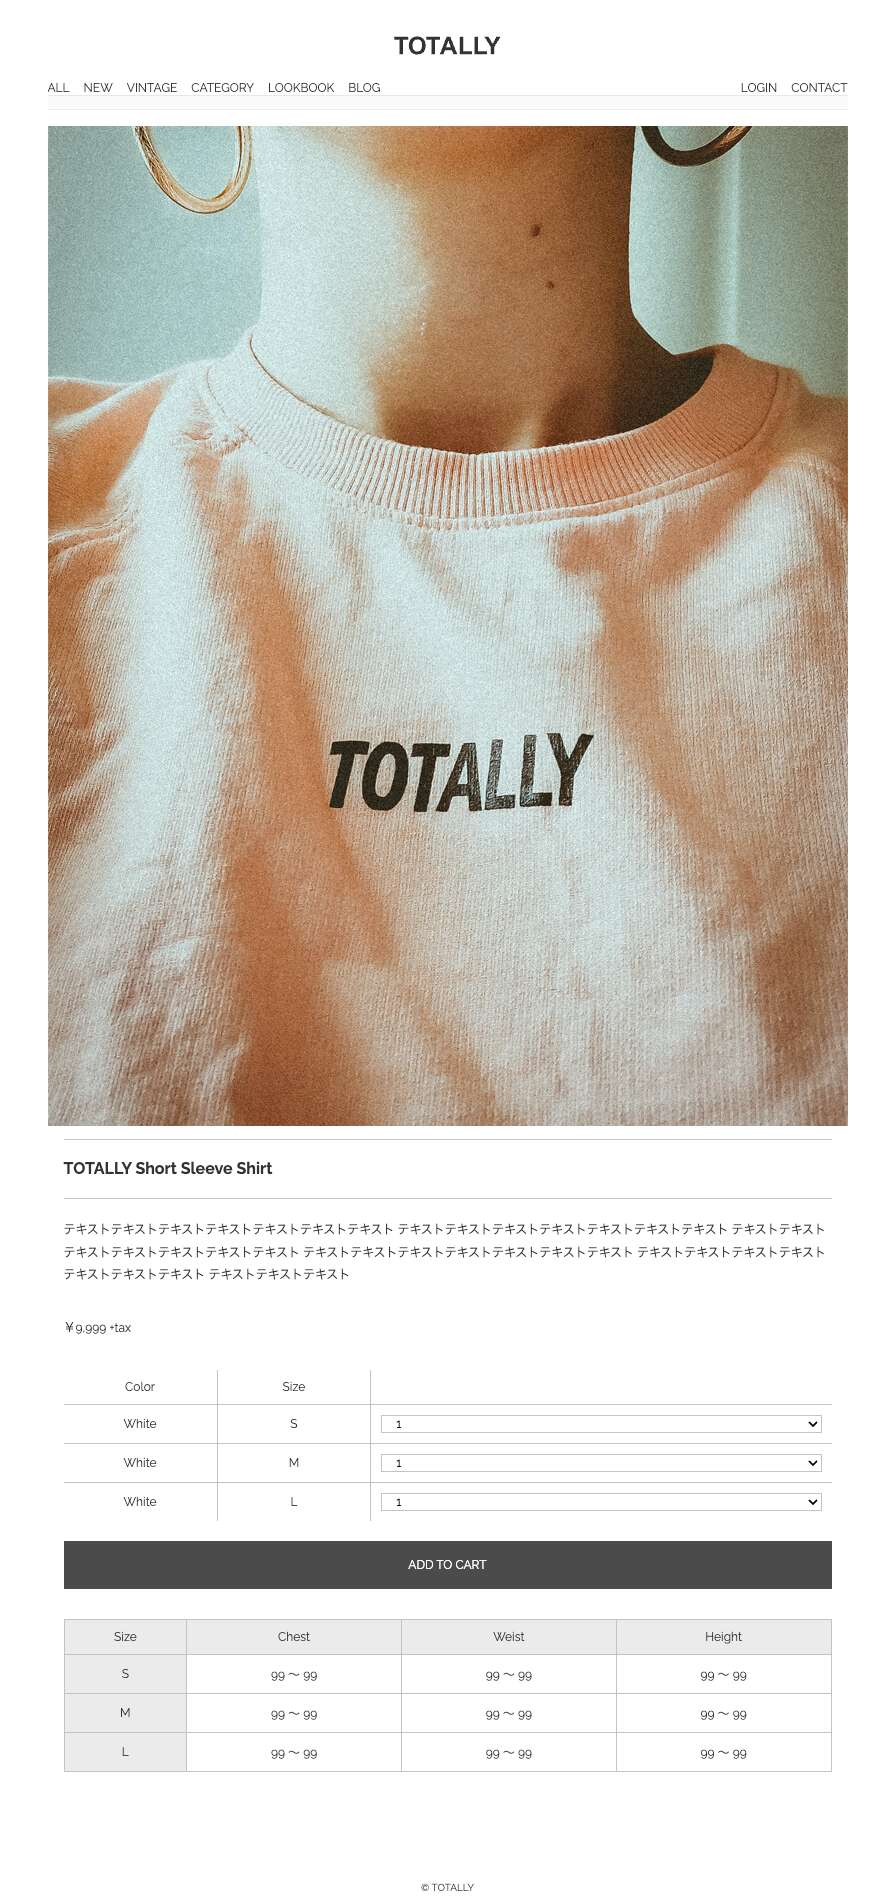 TOTALLY
ALL NEW VINTAGE CATEGORY LOOKBOOK BLOG LOGIN CONTACT
TOTALLY
TOTALLY Short Sleeve Shirt
テキストテキストテキストテキストテキストテキストテキスト テキストテキストテキストテキストテキストテキストテキスト テキストテキスト
テキストテキストテキストテキストテキスト テキストテキストテキストテキストテキストテキストテキスト テキストテキストテキストテキスト
テキストテキストテキスト テキストテキストテキスト
￥9,999 +tax
Color Size
White S 1
White M 1
White L 1
ADD TO CART
Size Chest Weist Height
S 99 〜 99 99 〜 99 99 〜 99
M 99 〜 99 99 〜 99 99 〜 99
L 99 〜 99 99 〜 99 99 〜 99
© TOTALLY